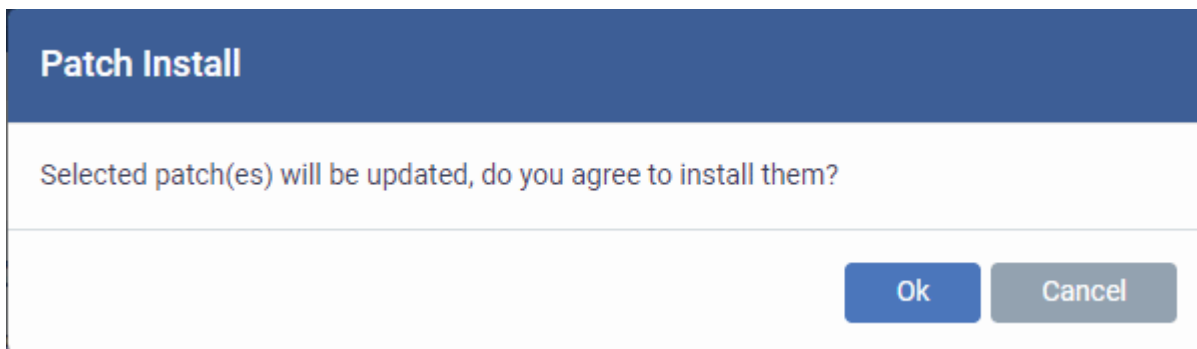 Patch Install
Selected patch(es) will be updated, do you agree to install them?
Ok Cancel